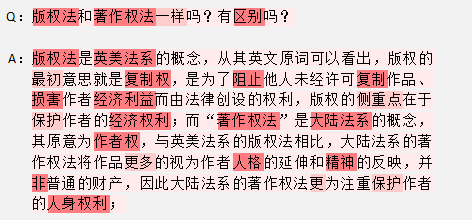 Q：版权法和著作权法一样吗？有区别吗？
A：版权法是英美法系的概念，从其英文原词可以看出，版权的
最初意思就是复制权，是为了阻止他人未经许可复制作品、
损害作者经济利益而由法律创设的权利，版权的侧重点在于
保护作者的经济权利；而“著作权法”是大陆法系的概念，
其原意为作者权，与英美法系的版权法相比，大陆法系的著
作权法将作品更多的视为作者人格的延伸和精神的反映，并
非普通的财产，因此大陆法系的著作权法更为注重保护作者
的人身权利；